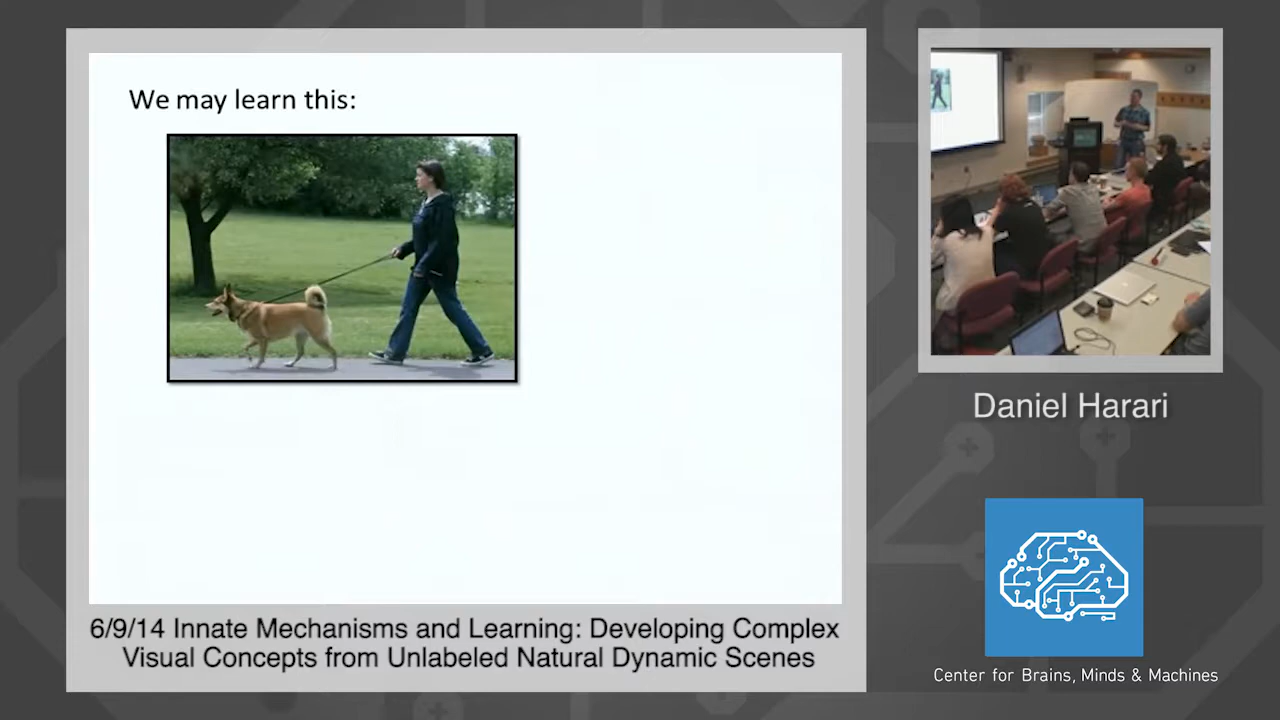 We may learn this:
6/9/14 Innate Mechanisms and Learning: Developing Complex
Visual Concepts from Unlabeled Natural Dynamic Scenes
Daniel Harari
Center for Brains, Minds & Machines